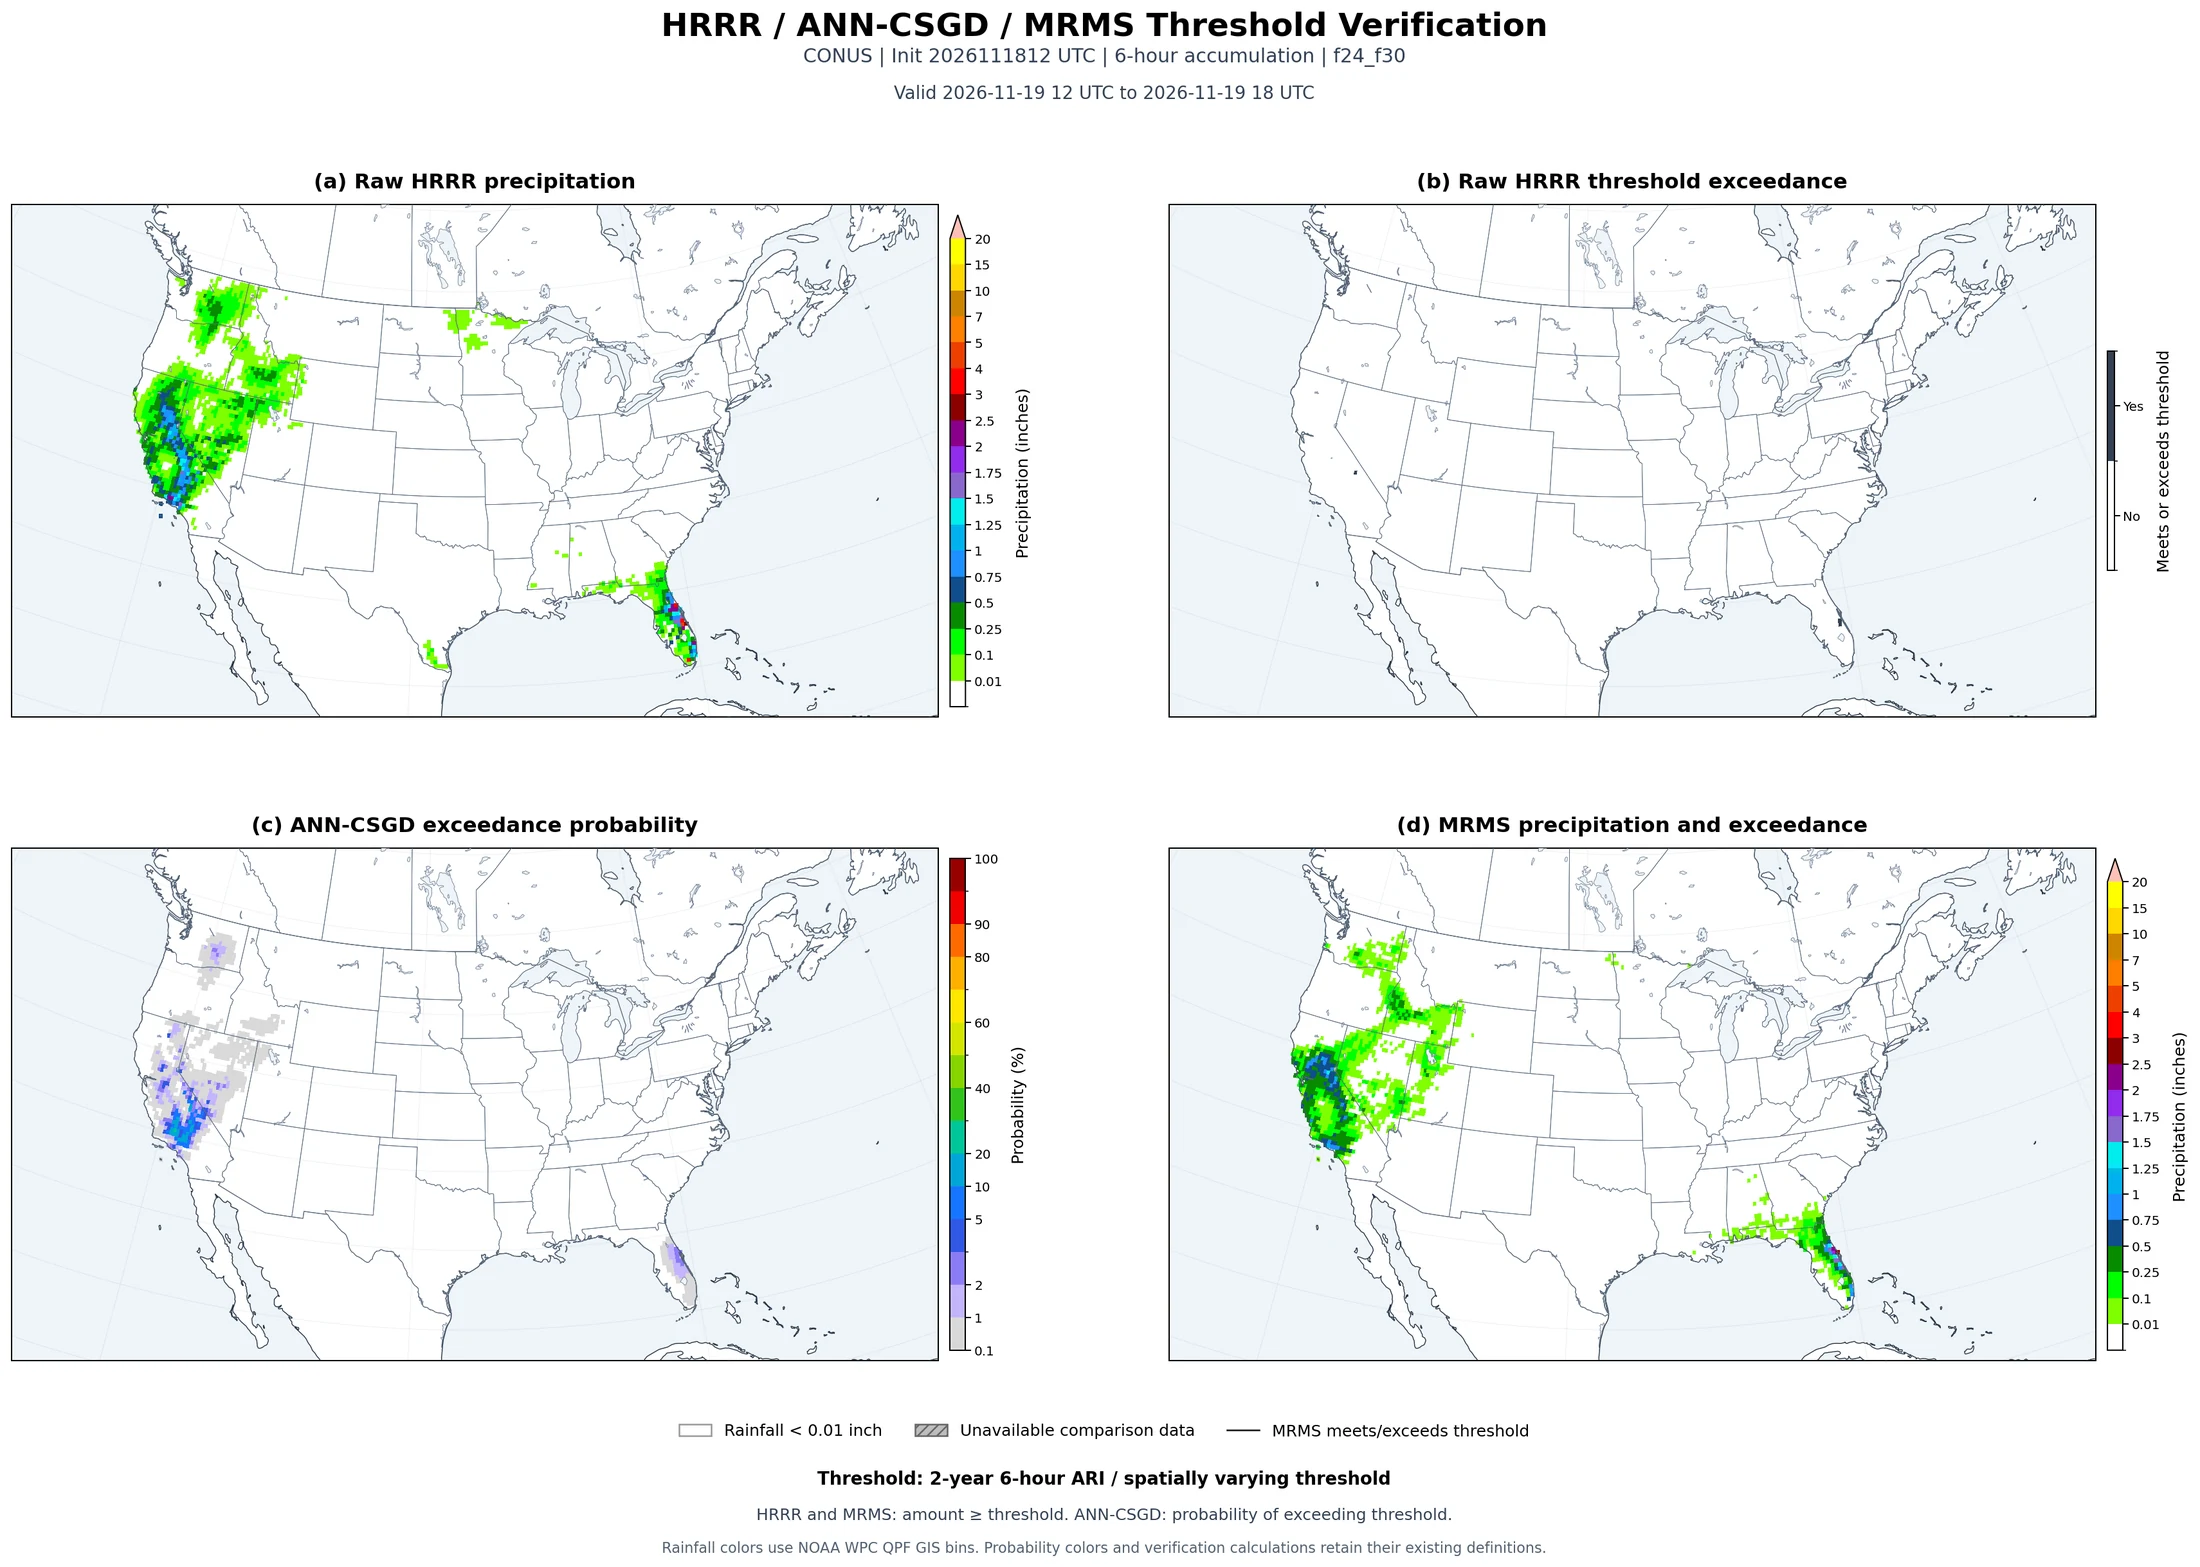 HRRR / ANN-CSGD / MRMS Threshold Verification
CONUS | Init 2026111812 UTC | 6-hour accumulation | f24_f30
Valid 2026-11-19 12 UTC to 2026-11-19 18 UTC
(a) Raw HRRR precipitation
20
15
10
7
5
4
3
2.5
2
1.75
1.5
1.25
1
0.75
0.5
0.25
0.1
0.01
Precipitation (inches)
(b) Raw HRRR threshold exceedance
Yes
No
Meets or exceeds threshold
(c) ANN-CSGD exceedance probability
100
90
80
60
40
20
10
5
2
1
0.1
Probability (%)
(d) MRMS precipitation and exceedance
20
15
10
7
5
4
3
2.5
2
1.75
1.5
1.25
1
0.75
0.5
0.25
0.1
0.01
Precipitation (inches)
Rainfall < 0.01 inch
Unavailable comparison data
MRMS meets/exceeds threshold
Threshold: 2-year 6-hour ARI / spatially varying threshold
HRRR and MRMS: amount ≥ threshold. ANN-CSGD: probability of exceeding threshold.
Rainfall colors use NOAA WPC QPF GIS bins. Probability colors and verification calculations retain their existing definitions.